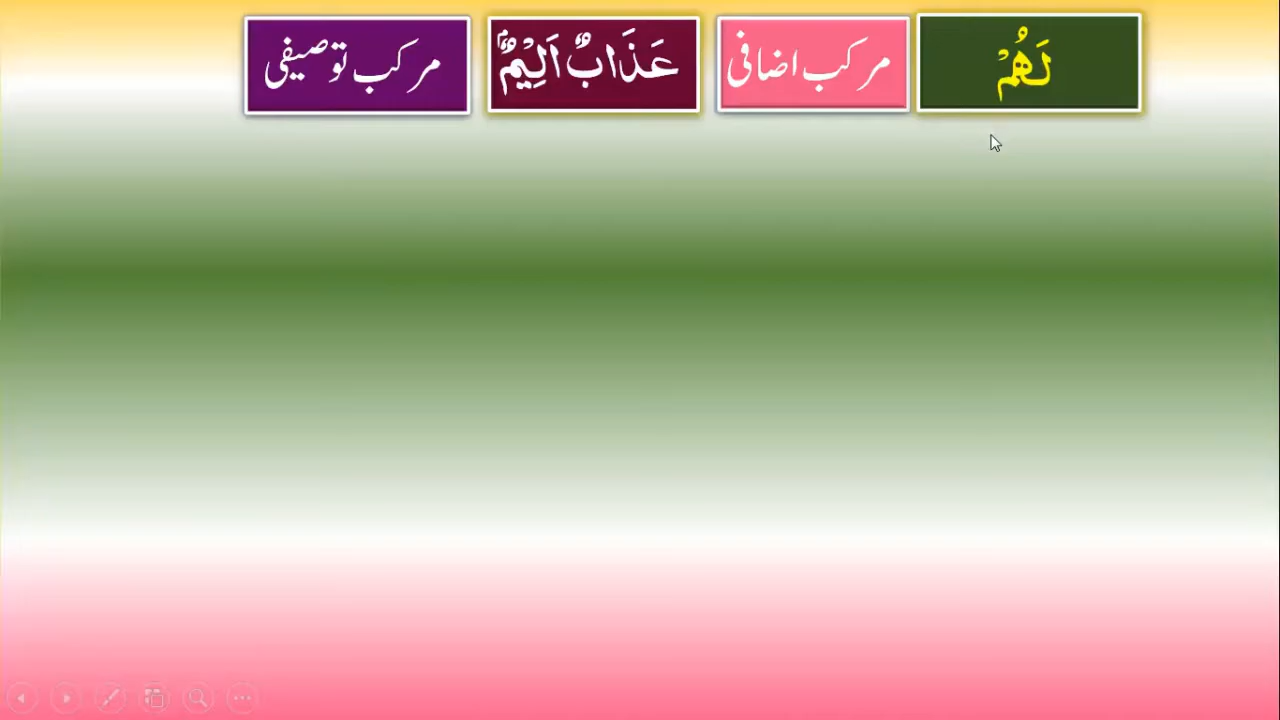 لَهُمْ مرکب اضافی عَذَابٌ اَلِیْمٌۢ مرکب توصیفی